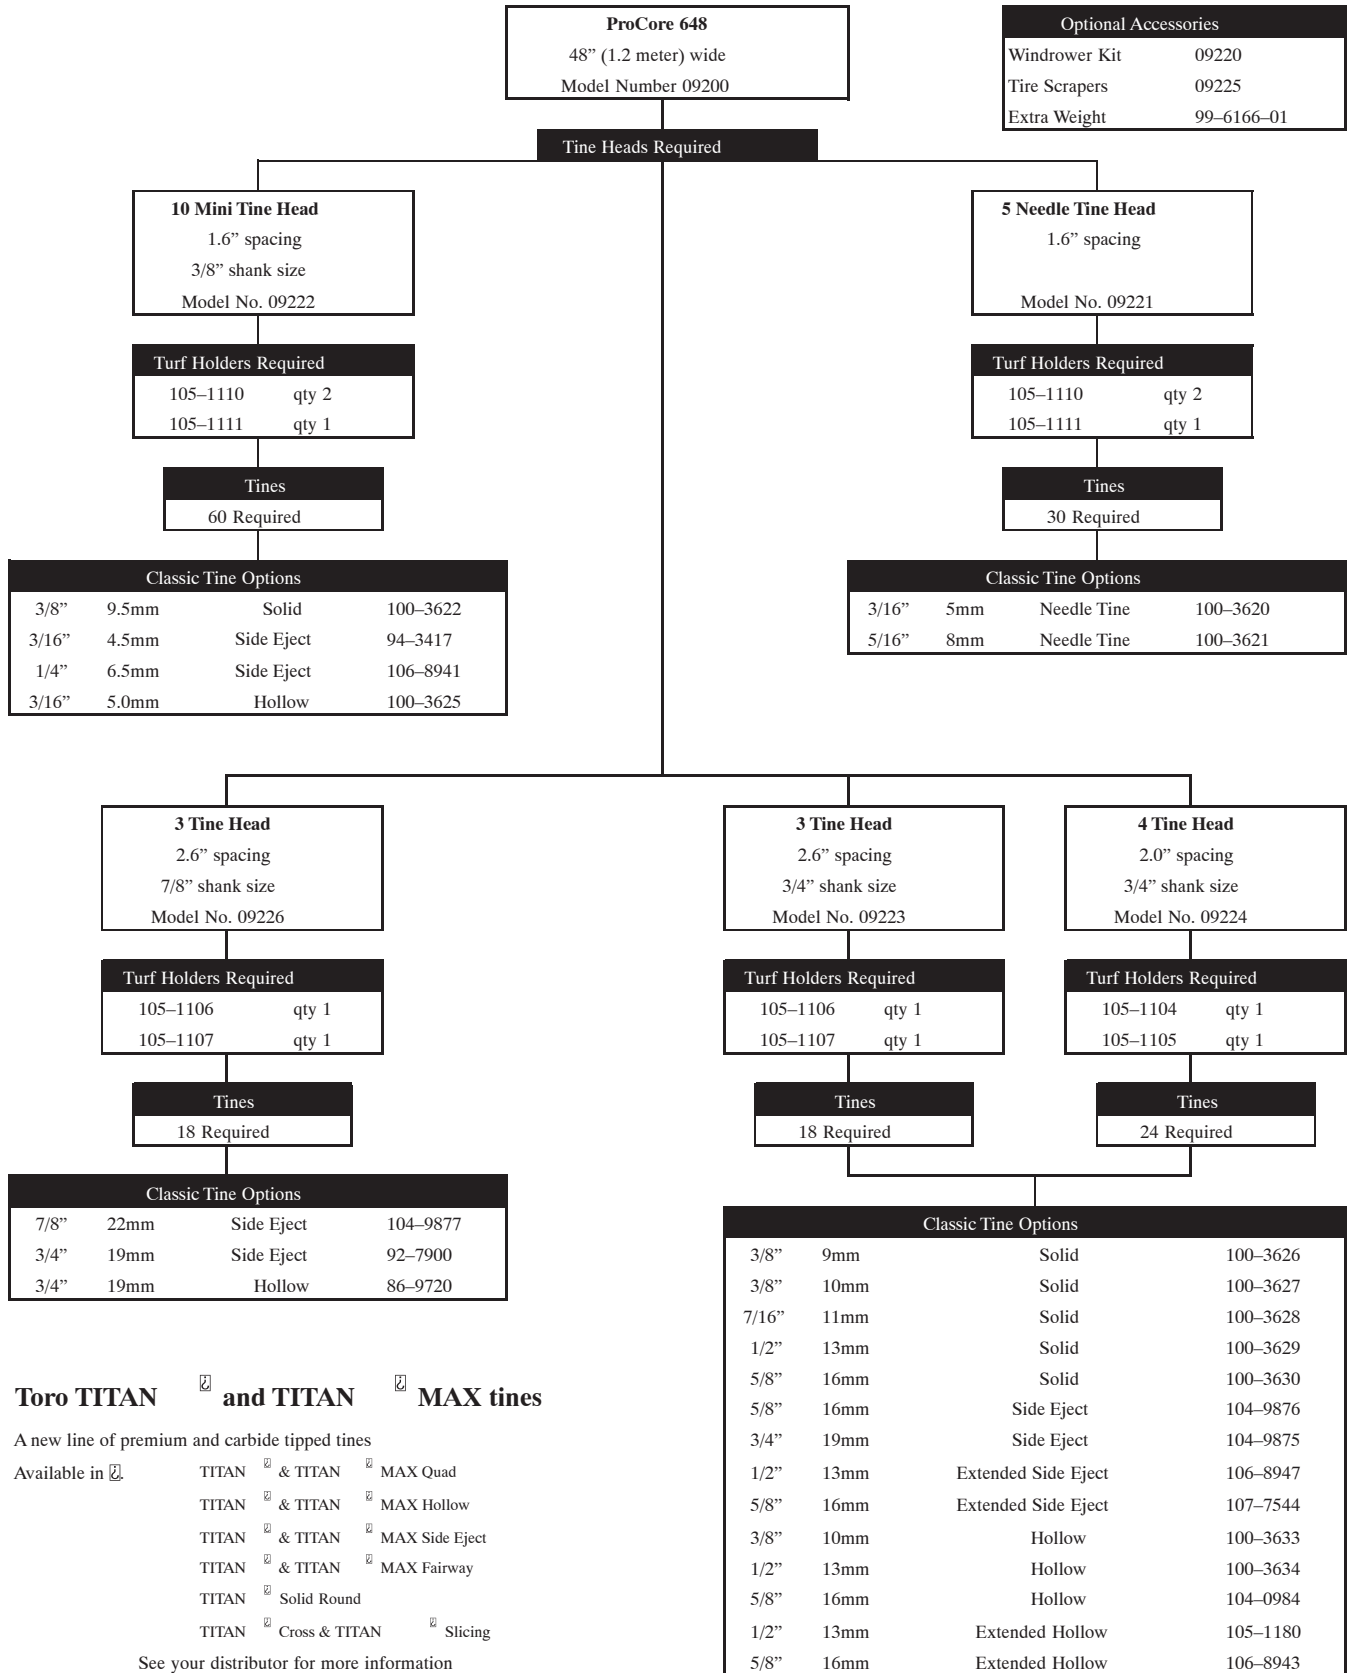 ProCore 648
48” (1.2 meter) wide
Model Number 09200
Optional Accessories
Windrower Kit 09220
Tire Scrapers 09225
Extra Weight 99–6166–01
Tine Heads Required
10 Mini Tine Head
1.6” spacing
3/8” shank size
Model No. 09222
Turf Holders Required
105–1110 qty 2
105–1111 qty 1
Tines
60 Required
Classic Tine Options
3/8” 9.5mm Solid 100–3622
3/16” 4.5mm Side Eject 94–3417
1/4” 6.5mm Side Eject 106–8941
3/16” 5.0mm Hollow 100–3625
5 Needle Tine Head
1.6” spacing
Model No. 09221
Turf Holders Required
105–1110 qty 2
105–1111 qty 1
Tines
30 Required
Classic Tine Options
3/16” 5mm Needle Tine 100–3620
5/16” 8mm Needle Tine 100–3621
3 Tine Head
2.6” spacing
7/8” shank size
Model No. 09226
Turf Holders Required
105–1106 qty 1
105–1107 qty 1
Tines
18 Required
Classic Tine Options
7/8” 22mm Side Eject 104–9877
3/4” 19mm Side Eject 92–7900
3/4” 19mm Hollow 86–9720
3 Tine Head
2.6” spacing
3/4” shank size
Model No. 09223
Turf Holders Required
105–1106 qty 1
105–1107 qty 1
Tines
18 Required
4 Tine Head
2.0” spacing
3/4” shank size
Model No. 09224
Turf Holders Required
105–1104 qty 1
105–1105 qty 1
Tines
24 Required
Classic Tine Options
3/8” 9mm Solid 100–3626
3/8” 10mm Solid 100–3627
7/16” 11mm Solid 100–3628
1/2” 13mm Solid 100–3629
5/8” 16mm Solid 100–3630
5/8” 16mm Side Eject 104–9876
3/4” 19mm Side Eject 104–9875
1/2” 13mm Extended Side Eject 106–8947
5/8” 16mm Extended Side Eject 107–7544
3/8” 10mm Hollow 100–3633
1/2” 13mm Hollow 100–3634
5/8” 16mm Hollow 104–0984
1/2” 13mm Extended Hollow 105–1180
5/8” 16mm Extended Hollow 106–8943
Toro TITAN and TITAN MAX tines
A new line of premium and carbide tipped tines
Available in .
TITAN & TITAN MAX Quad
TITAN & TITAN MAX Hollow
TITAN & TITAN MAX Side Eject
TITAN & TITAN MAX Fairway
TITAN Solid Round
TITAN Cross & TITAN Slicing
See your distributor for more information